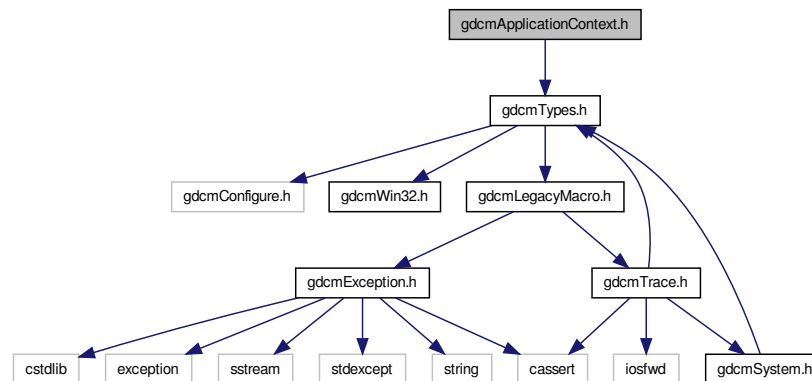 gdcmApplicationContext.h
gdcmTypes.h
gdcmConfigure.h
gdcmWin32.h
gdcmLegacyMacro.h
gdcmException.h
gdcmTrace.h
cstdlib
exception
sstream
stdexcept
string
cassert
iosfwd
gdcmSystem.h